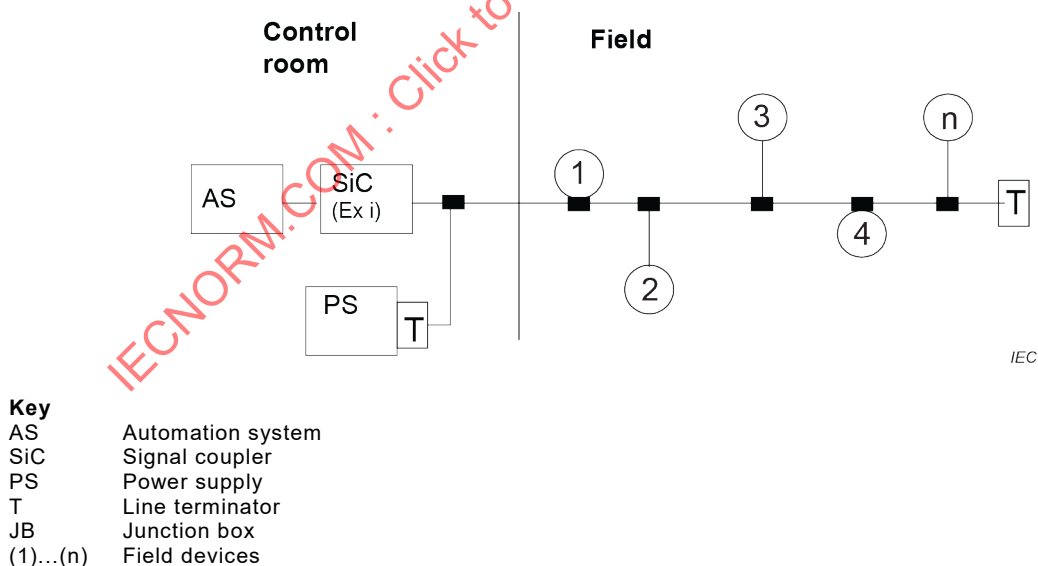 Control
room
Field
IECNORM.COM : Click to
AS
SiC
(Ex i)
PS
T
1
2
3
4
n
T
IEC
Key
AS Automation system
SiC Signal coupler
PS Power supply
T Line terminator
JB Junction box
(1)...(n) Field devices